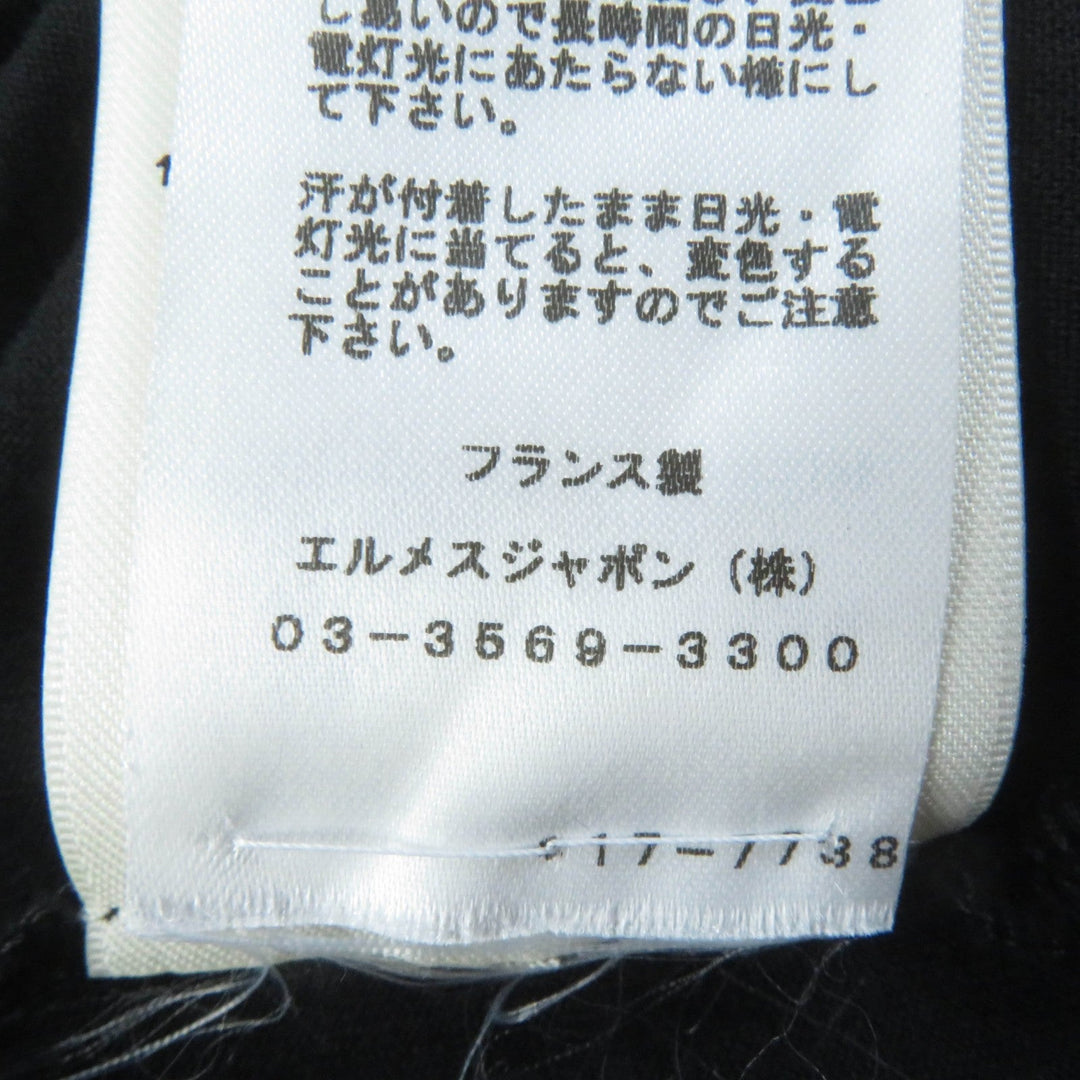 し易いので長時間の日光・
電灯光にあたらない様にし
て下さい。
汗が付着したまま日光・電
灯光に当てると、変色する
ことがありますのでご注意
下さい。
フランス製
エルメスジャポン（株）
03-3569-3300
917-7738
1